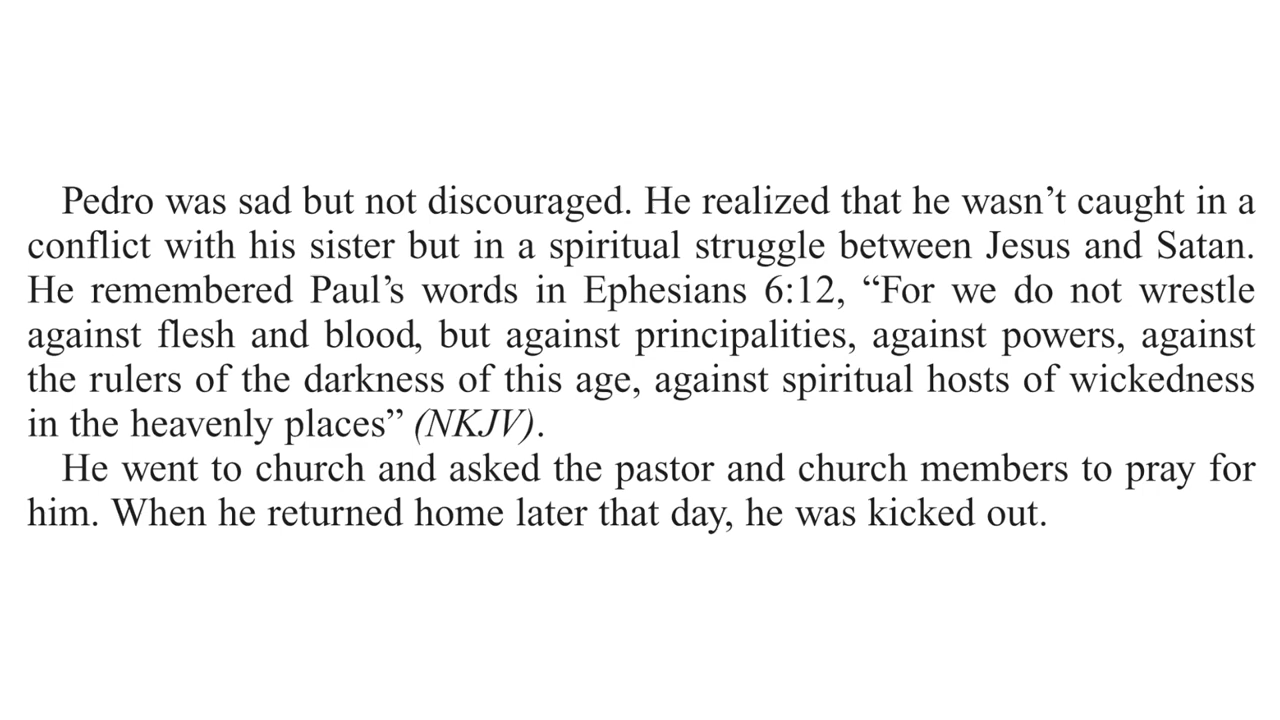 Pedro was sad but not discouraged. He realized that he wasn’t caught in a
conflict with his sister but in a spiritual struggle between Jesus and Satan.
He remembered Paul’s words in Ephesians 6:12, “For we do not wrestle
against flesh and blood, but against principalities, against powers, against
the rulers of the darkness of this age, against spiritual hosts of wickedness
in the heavenly places” (NKJV).
He went to church and asked the pastor and church members to pray for
him. When he returned home later that day, he was kicked out.